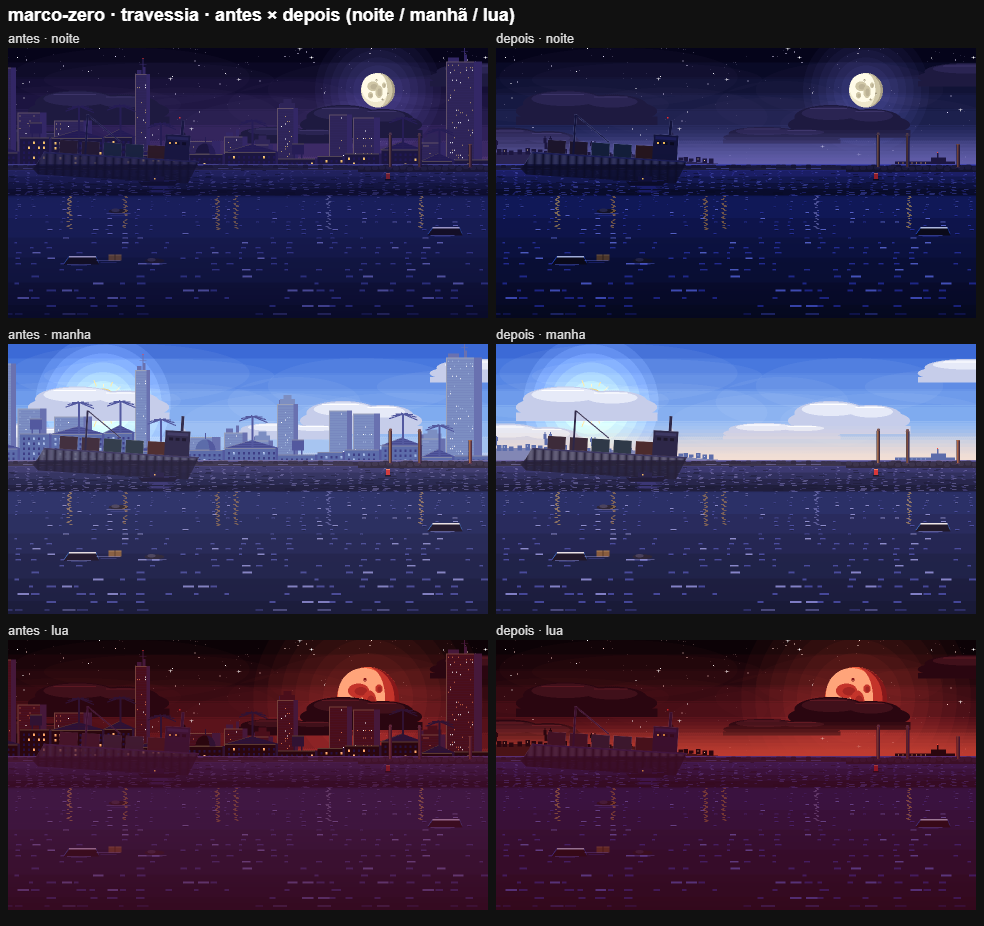 marco-zero · travessia · antes × depois (noite / manhã / lua)
antes · noite
depois · noite
antes · manha
depois · manha
antes · lua
depois · lua